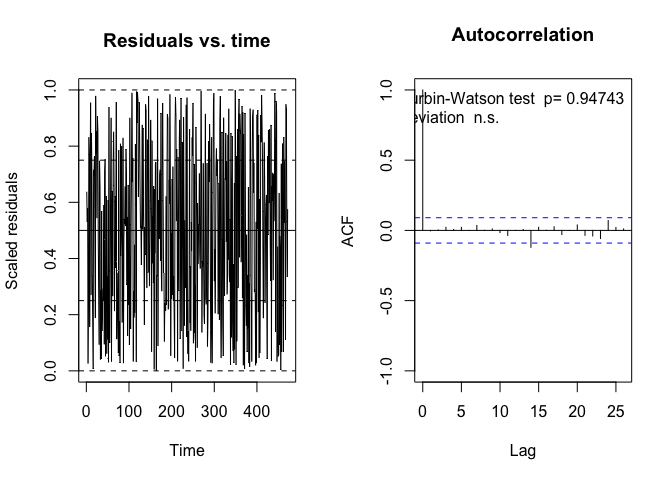 Residuals vs. time
Scaled residuals
1.0
0.8
0.6
0.4
0.2
0.0
0 100 200 300 400
Time
Autocorrelation
urbin-Watson test p= 0.94743
eviation n.s.
ACF
0.5
0.0
-0.5
-1.0
0 5 10 15 20 25
Lag